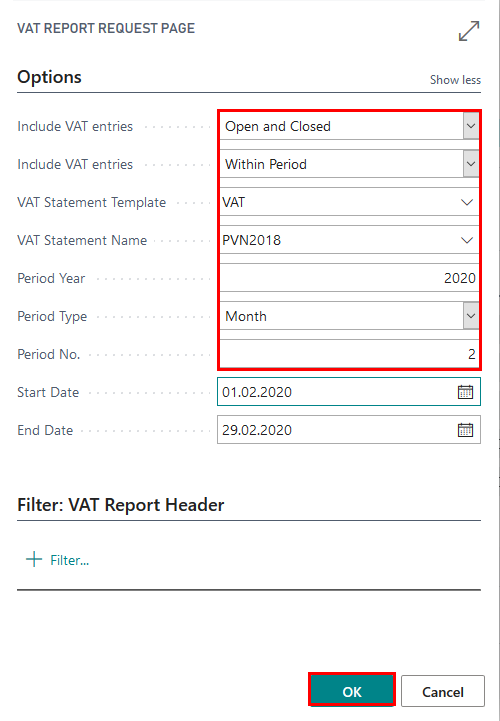 VAT REPORT REQUEST PAGE
Options
Show less
Include VAT entries Open and Closed
Include VAT entries Within Period
VAT Statement Template VAT
VAT Statement Name PVN2018
Period Year 2020
Period Type Month
Period No. 2
Start Date 01.02.2020
End Date 29.02.2020
Filter: VAT Report Header
Filter...
OK Cancel